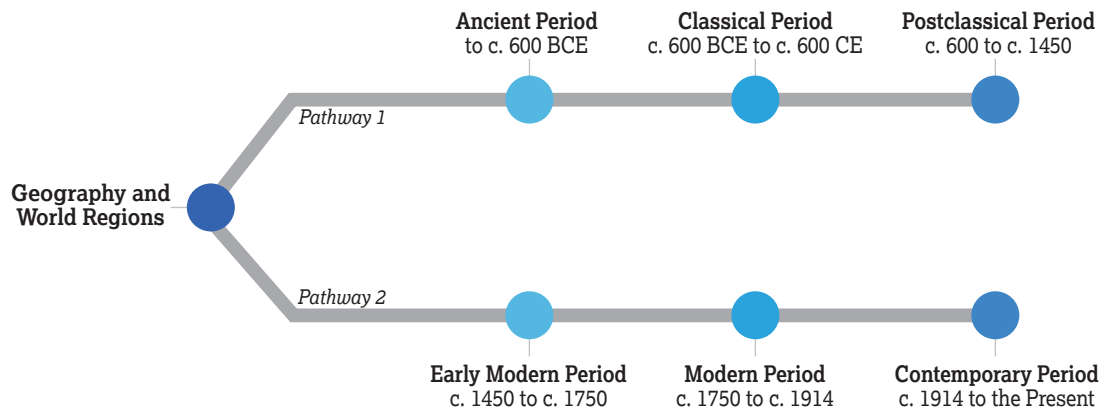 Ancient Period
to c. 600 BCE
Classical Period
c. 600 BCE to c. 600 CE
Postclassical Period
c. 600 to c. 1450
Pathway 1
Geography and
World Regions
Pathway 2
Early Modern Period
c. 1450 to c. 1750
Modern Period
c. 1750 to c. 1914
Contemporary Period
c. 1914 to the Present